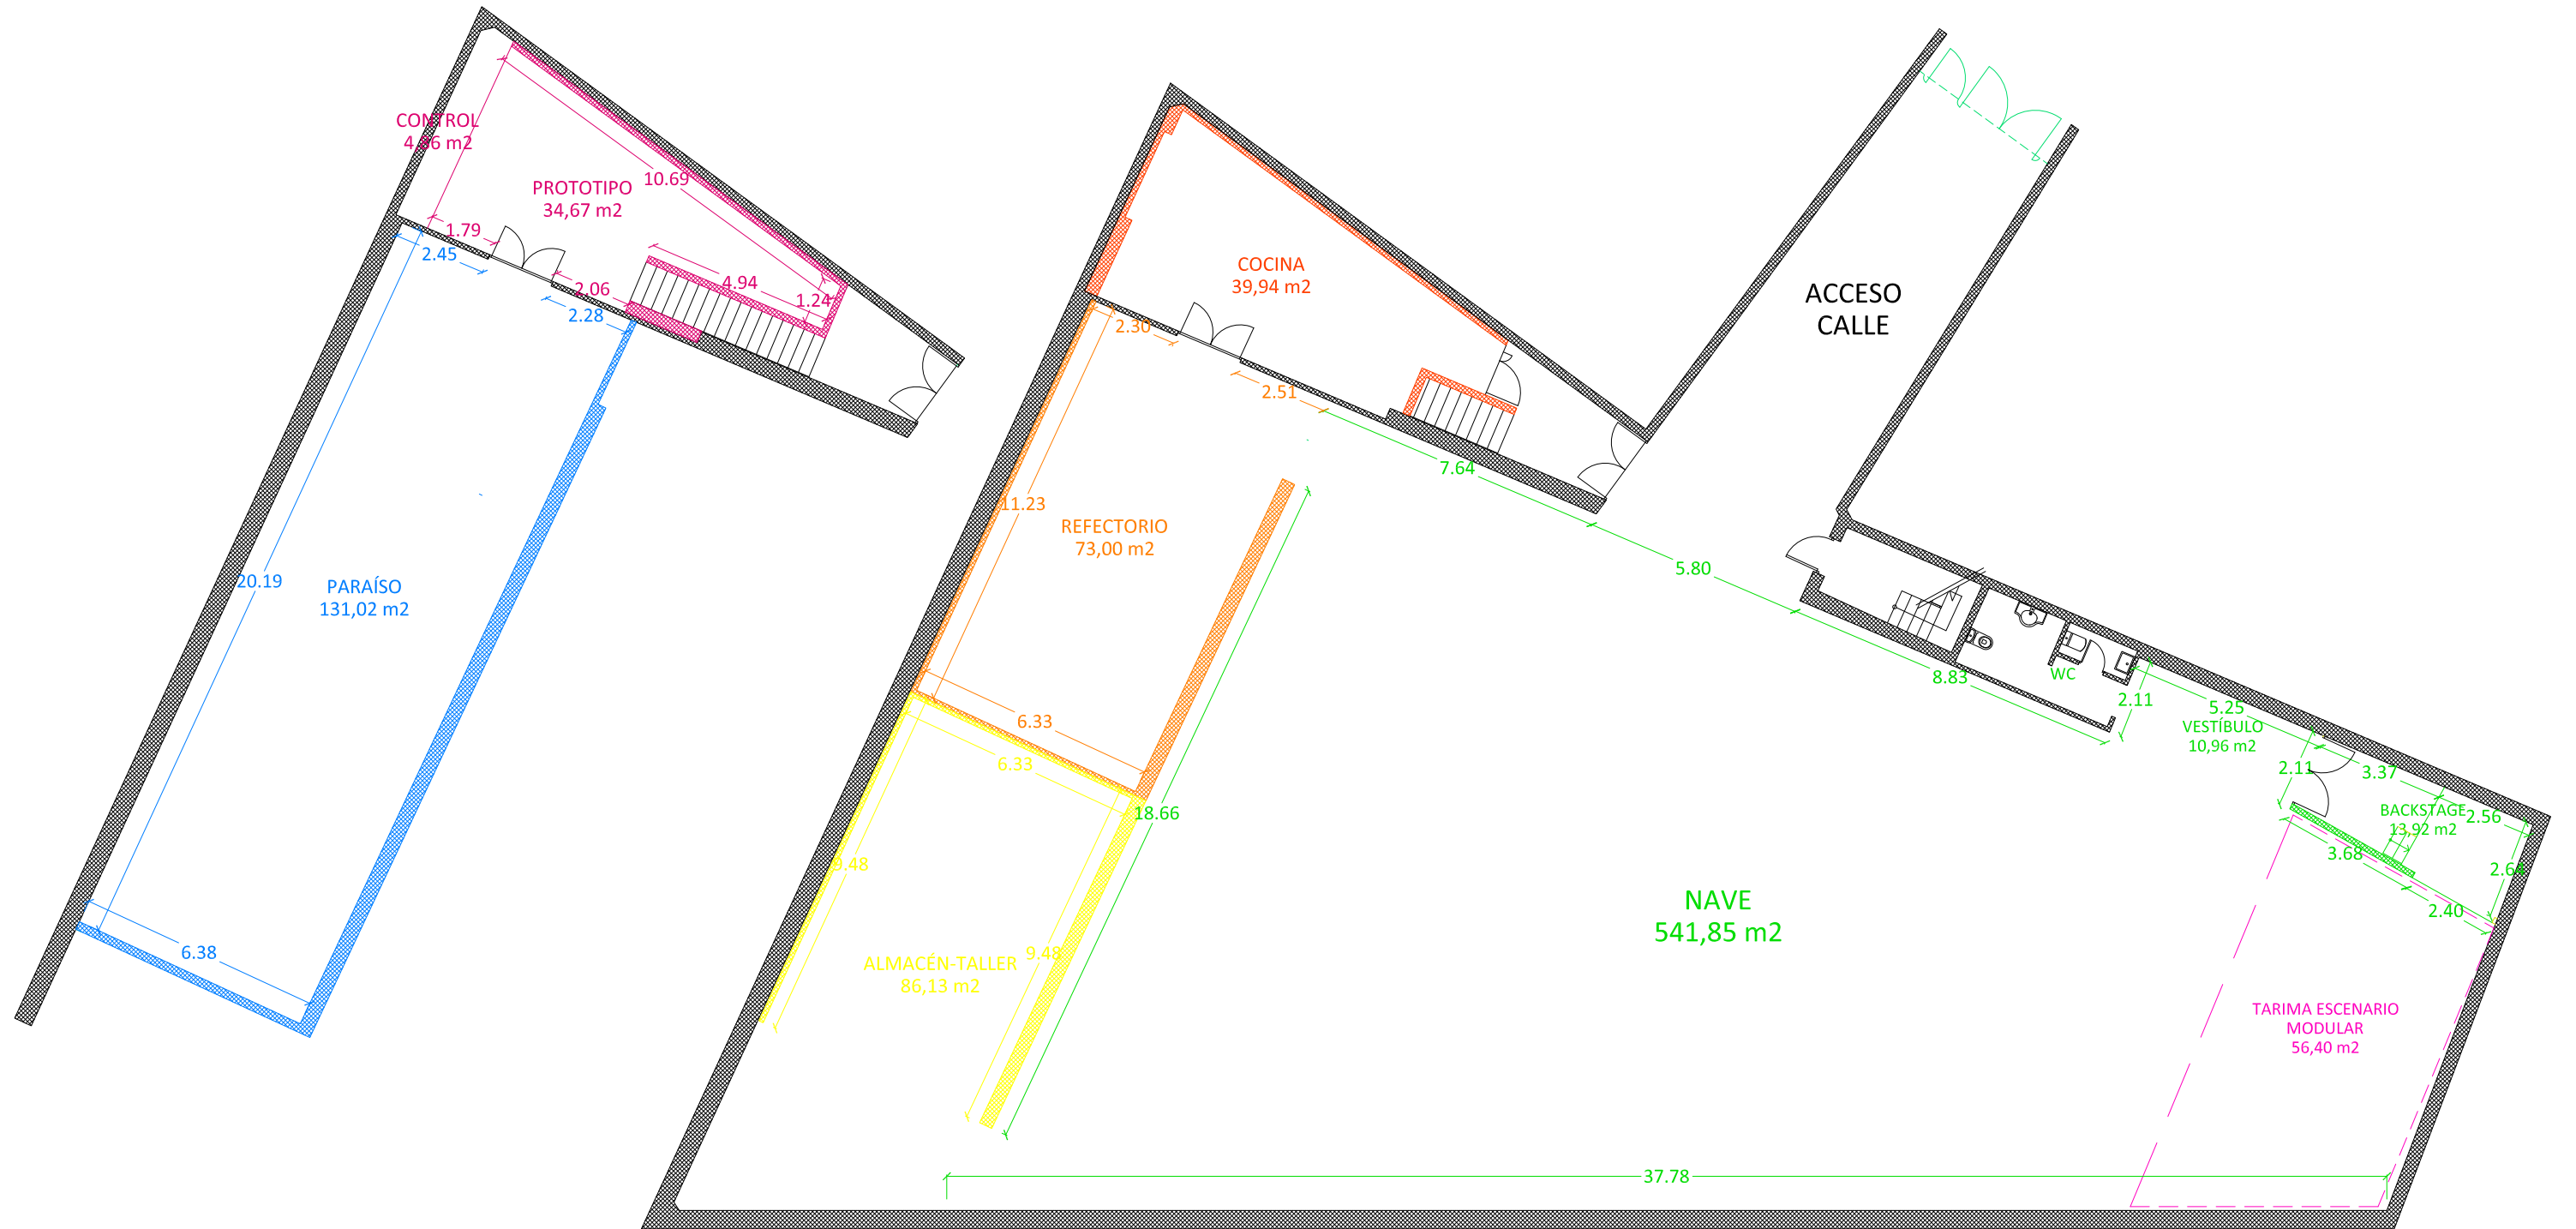 CONTROL
4,86 m2
PROTOTIPO
34,67 m2
10.69
1.79
2.45
2.06
4.94
1.24
2.28
20.19
PARAÍSO
131,02 m2
6.38
COCINA
39,94 m2
2.30
2.51
7.64
11.23
REFECTORIO
73,00 m2
6.33
6.33
18.66
9.48
ALMACÉN-TALLER
86,13 m2
9.48
ACCESO
CALLE
5.80
8.83
WC
2.11
5.25
VESTÍBULO
10,96 m2
2.11
3.37
BACKSTAGE
13,92 m2
2.56
3.68
2.64
2.40
NAVE
541,85 m2
TARIMA ESCENARIO
MODULAR
56,40 m2
37.78